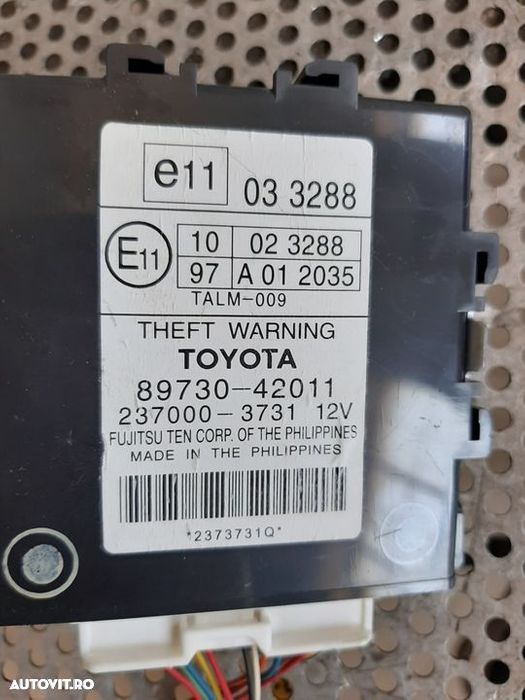 e11 03 3288
E11 10 02 3288
97 A 01 2035
TALM-009
THEFT WARNING
TOYOTA
89730-42011
237000-3731 12V
FUJITSU TEN CORP. OF THE PHILIPPINES
MADE IN THE PHILIPPINES
*2373731Q*
AUTOVIT.RO